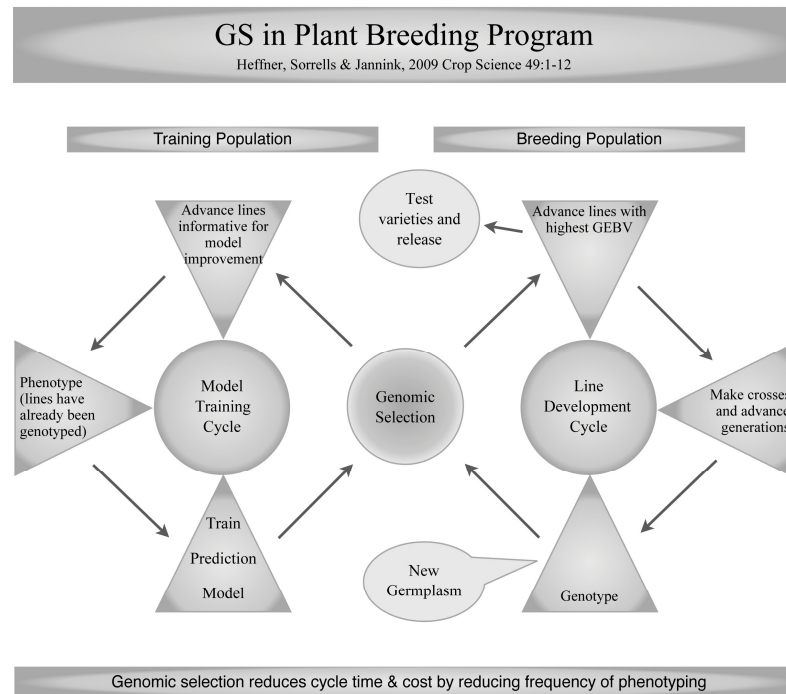 GS in Plant Breeding Program
Heffner, Sorrells & Jannink, 2009 Crop Science 49:1-12
Training Population
Breeding Population
Advance lines
informative for
model
improvement
Test
varieties and
release
Advance lines with
highest GEBV
Phenotype
(lines have
already been
genotyped)
Model
Training
Cycle
Genomic
Selection
Line
Development
Cycle
Make crosses
and advance
generations
Train
Prediction
Model
New
Germplasm
Genotype
Genomic selection reduces cycle time & cost by reducing frequency of phenotyping